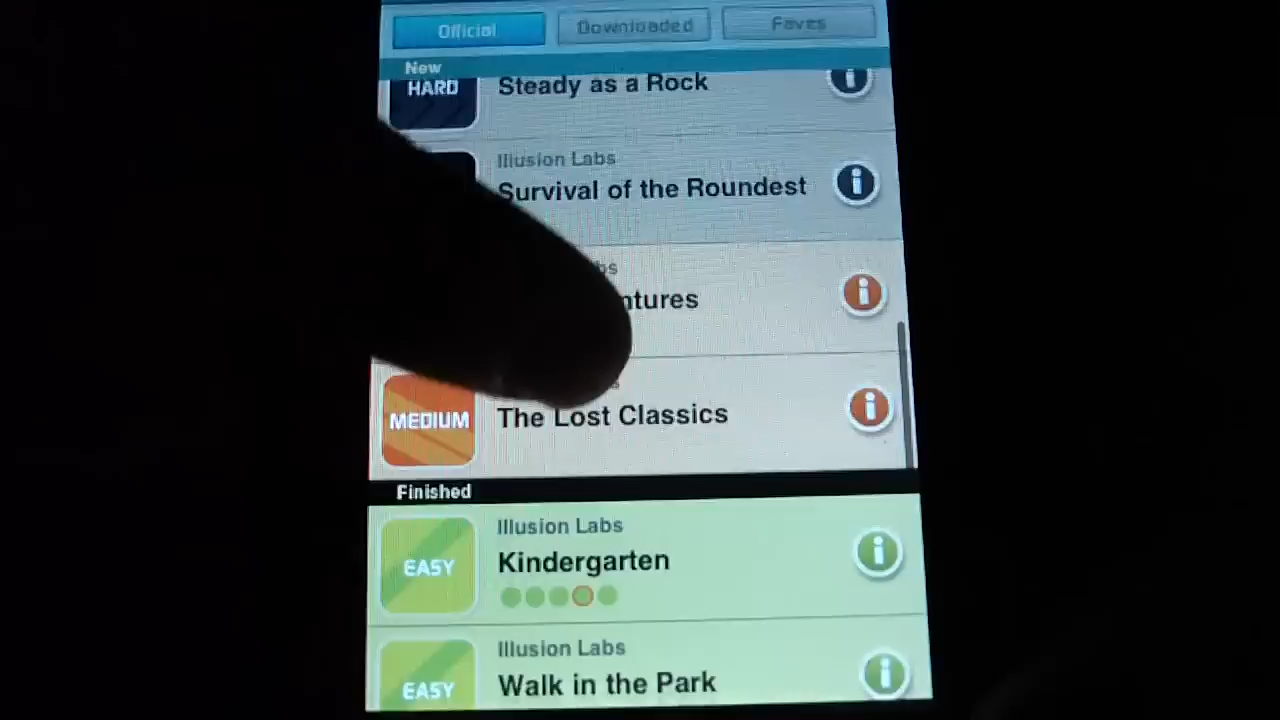 Official
Downloaded
Faves
New
HARD
Steady as a Rock
Illusion Labs
Survival of the Roundest
MEDIUM
The Lost Classics
Finished
EASY
Illusion Labs
Kindergarten
EASY
Illusion Labs
Walk in the Park